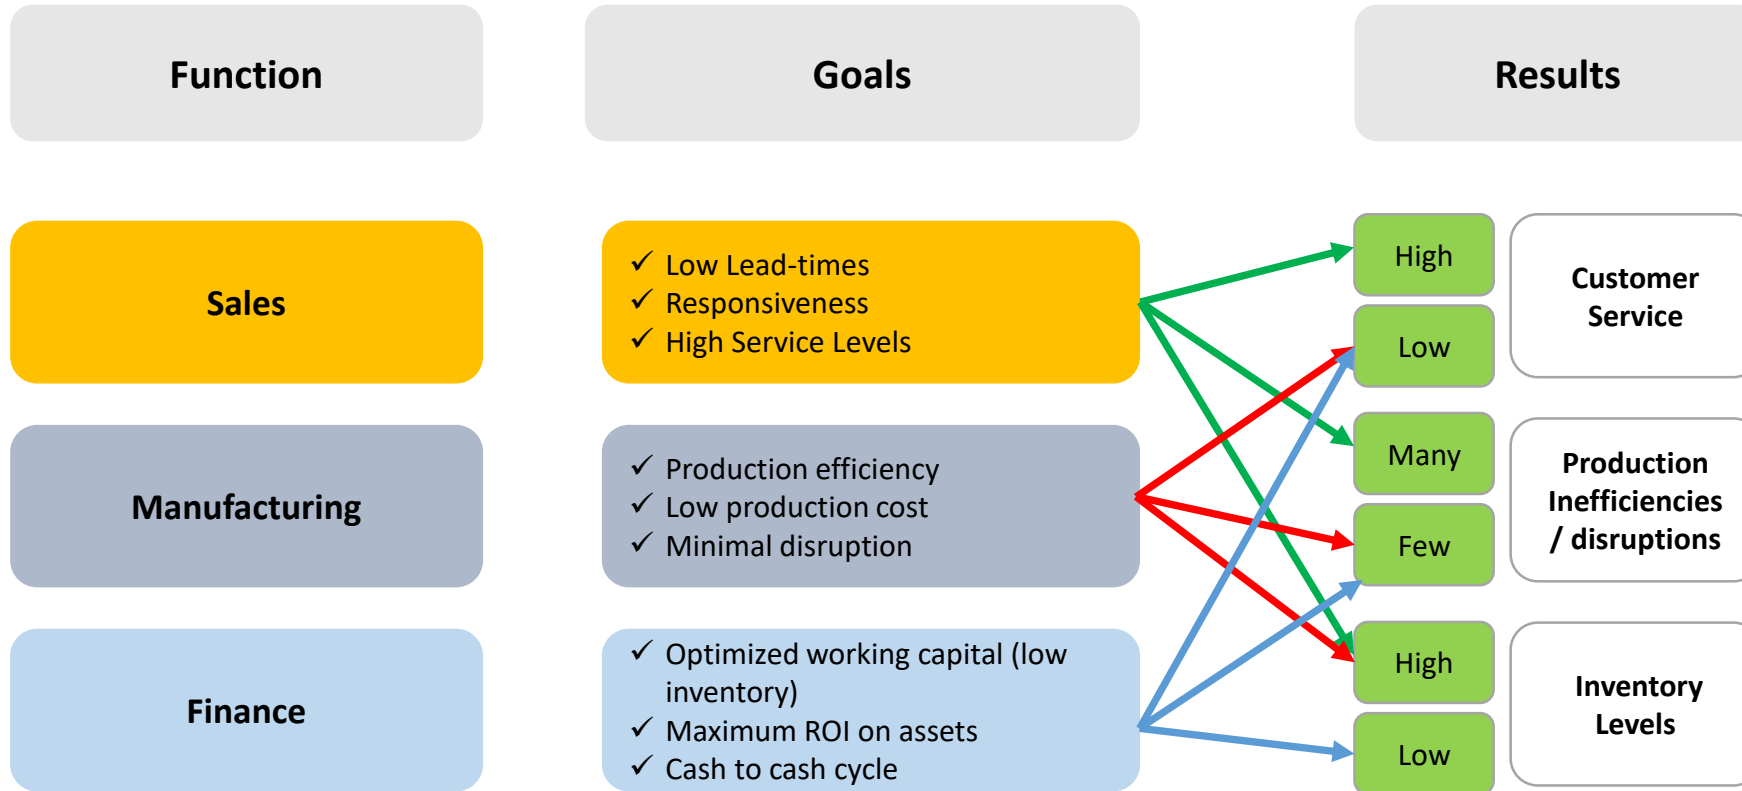 Function
Goals
Results
Sales
✓ Low Lead-times
✓ Responsiveness
✓ High Service Levels
High
Low
Customer
Service
Manufacturing
✓ Production efficiency
✓ Low production cost
✓ Minimal disruption
Many
Few
Production
Inefficiencies
/ disruptions
Finance
✓ Optimized working capital (low
inventory)
✓ Maximum ROI on assets
✓ Cash to cash cycle
High
Low
Inventory
Levels